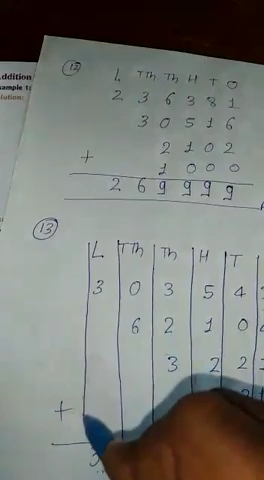 Addition
Example 1:
12
L TTh Th H T O
2 3 6 3 8 1
3 0 5 1 6
2 1 0 2
+ 1 0 0 0
2 6 9 9 9 9
13
L TTh Th H T
3 0 3 5 4
6 2 1 0
3 2 2
+
3